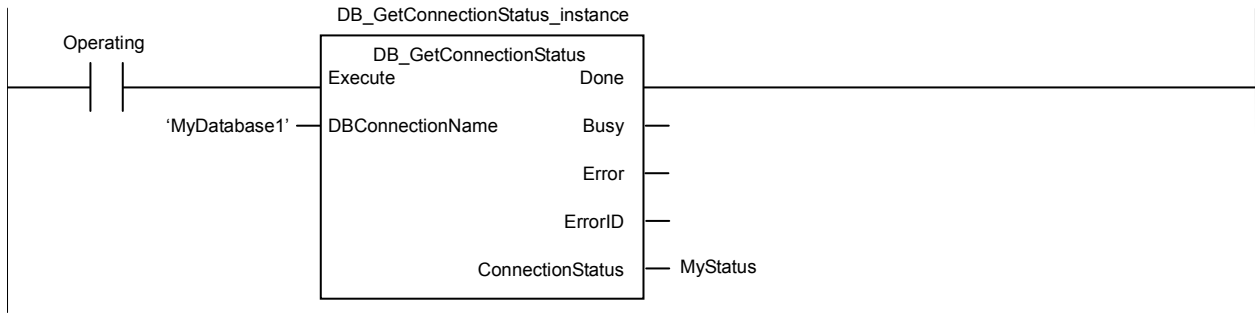 DB_GetConnectionStatus_instance
Operating
DB_GetConnectionStatus
Execute Done
‘MyDatabase1’ DBConnectionName Busy
Error
ErrorID
ConnectionStatus MyStatus